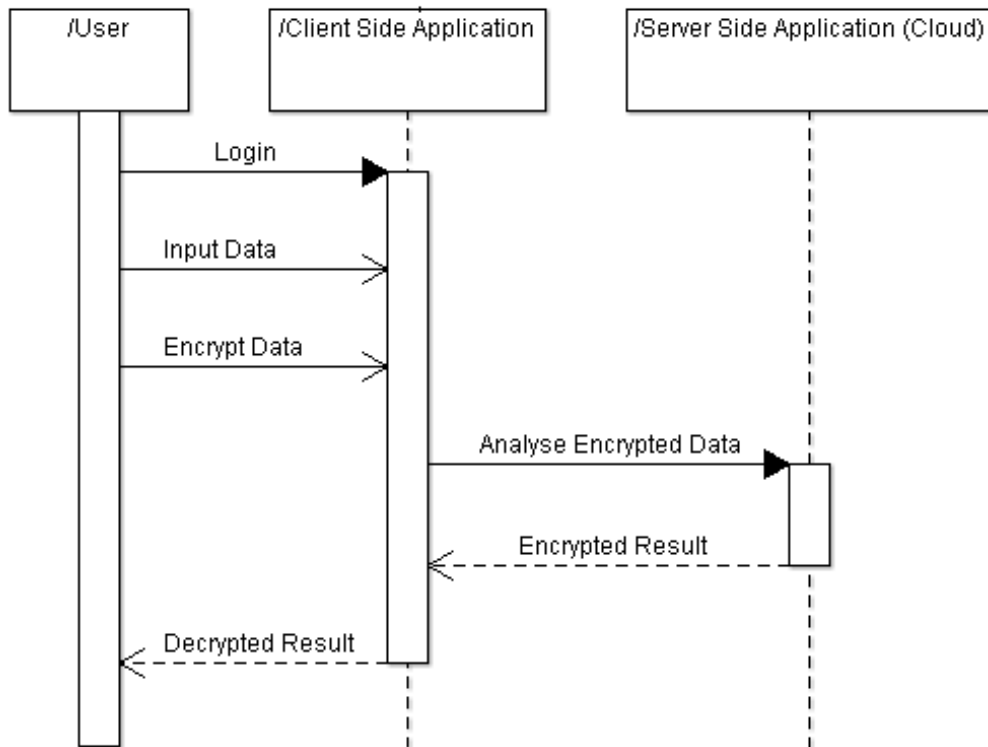 /User
/Client Side Application
/Server Side Application (Cloud)
Login
Input Data
Encrypt Data
Analyse Encrypted Data
Encrypted Result
Decrypted Result